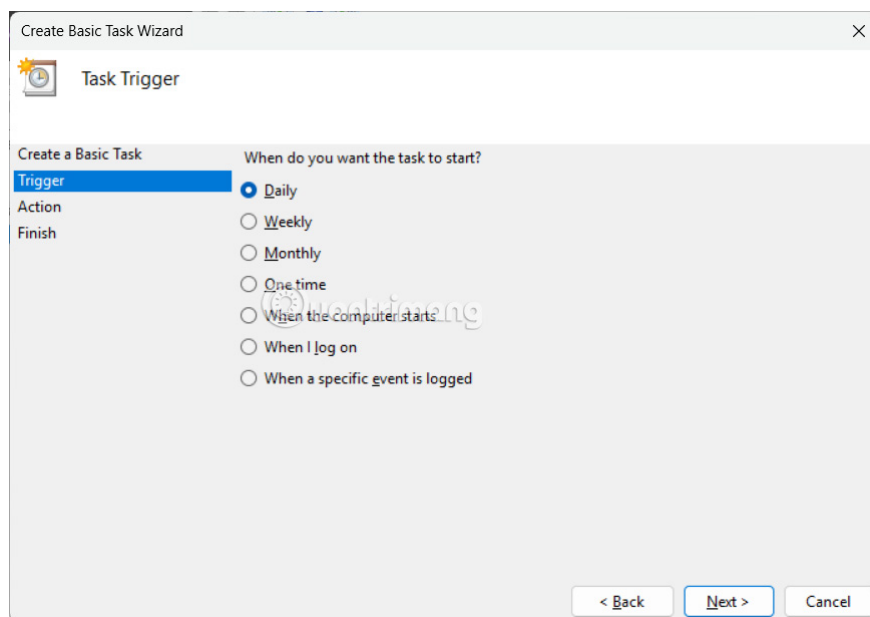 Create Basic Task Wizard
Task Trigger
Create a Basic Task
Trigger
Action
Finish
When do you want the task to start?
Daily
Weekly
Monthly
One time
When the computer starts
When I log on
When a specific event is logged
Quantrimang
< Back
Next >
Cancel